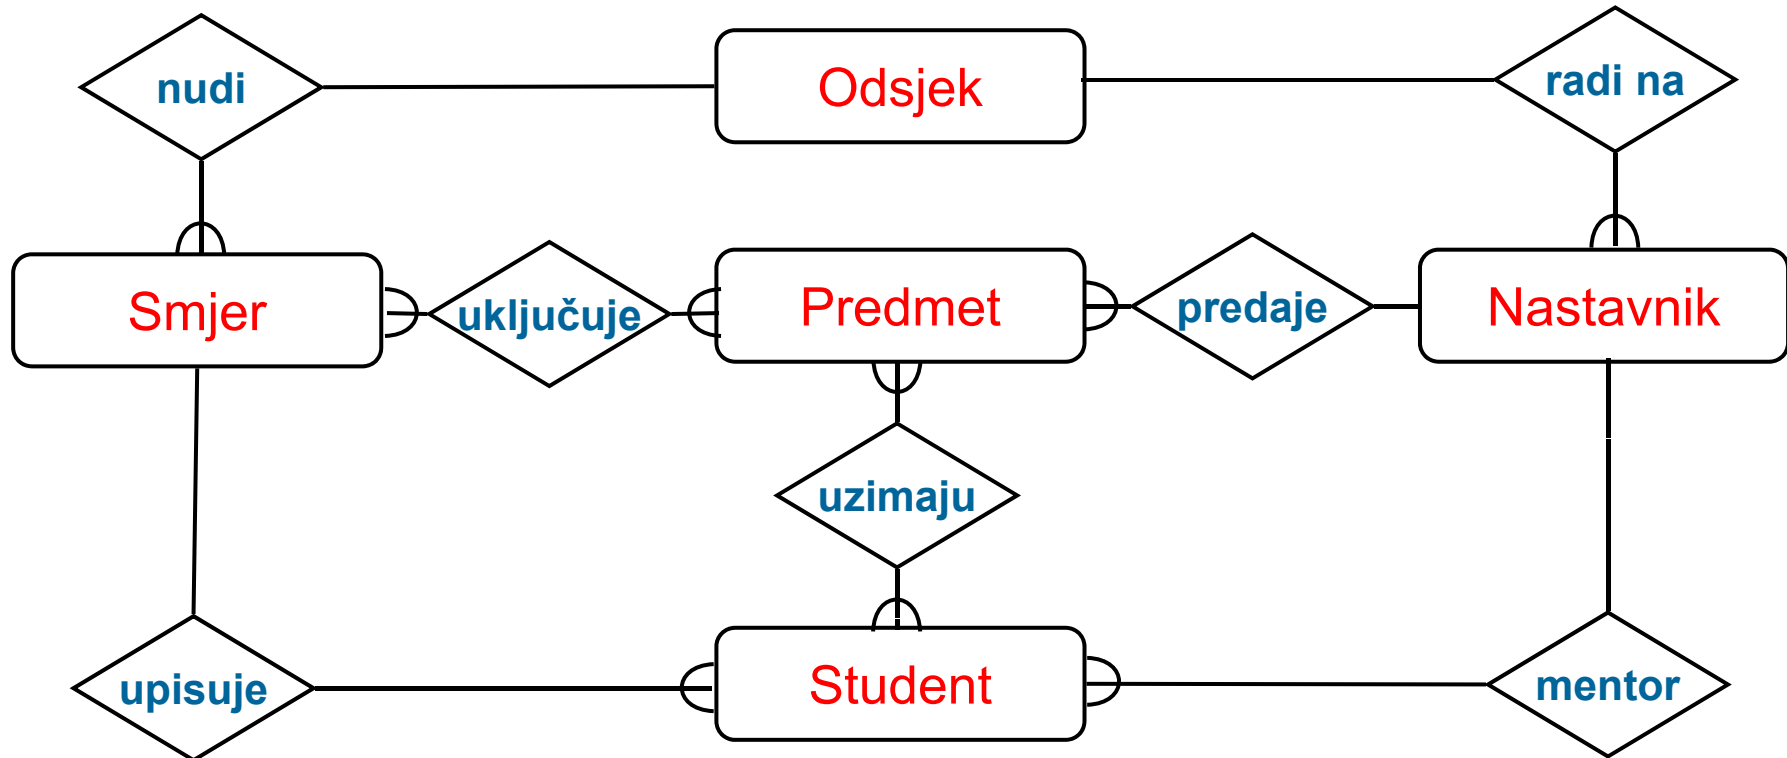 nudi
Odsjek
radi na
Smjer
uključuje
Predmet
predaje
Nastavnik
uzimaju
upisuje
Student
mentor